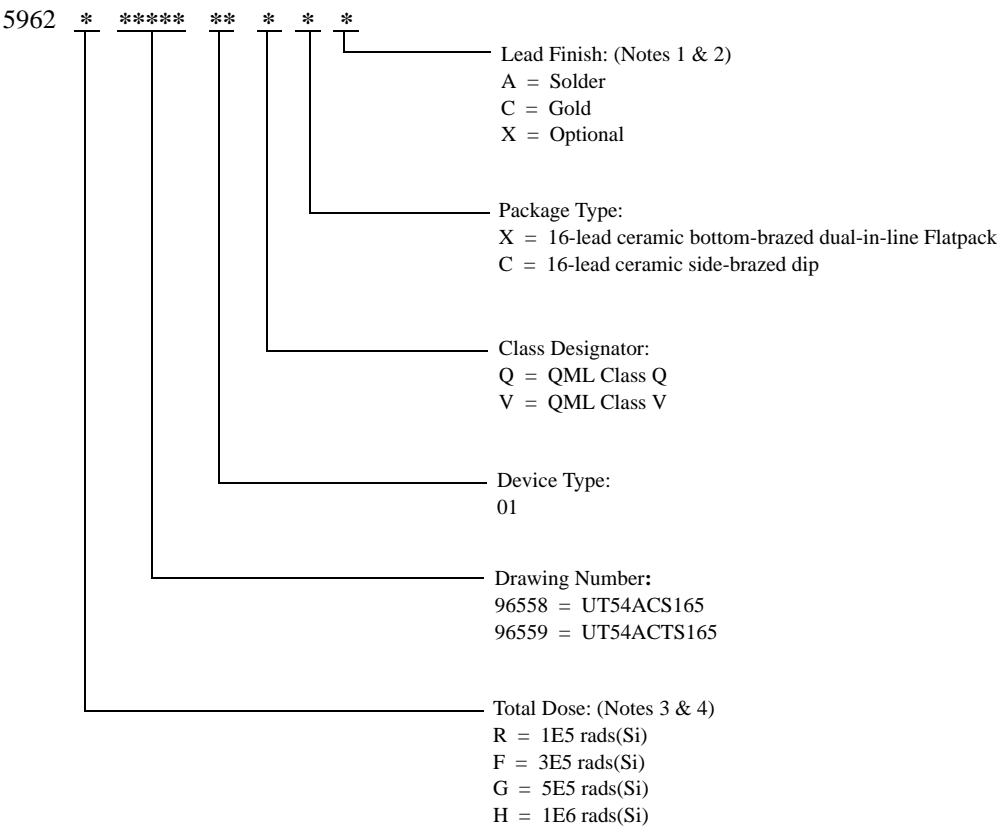 5962 * ***** ** * * *
Lead Finish: (Notes 1 & 2)
A = Solder
C = Gold
X = Optional
Package Type:
X = 16-lead ceramic bottom-brazed dual-in-line Flatpack
C = 16-lead ceramic side-brazed dip
Class Designator:
Q = QML Class Q
V = QML Class V
Device Type:
01
Drawing Number:
96558 = UT54ACS165
96559 = UT54ACTS165
Total Dose: (Notes 3 & 4)
R = 1E5 rads(Si)
F = 3E5 rads(Si)
G = 5E5 rads(Si)
H = 1E6 rads(Si)